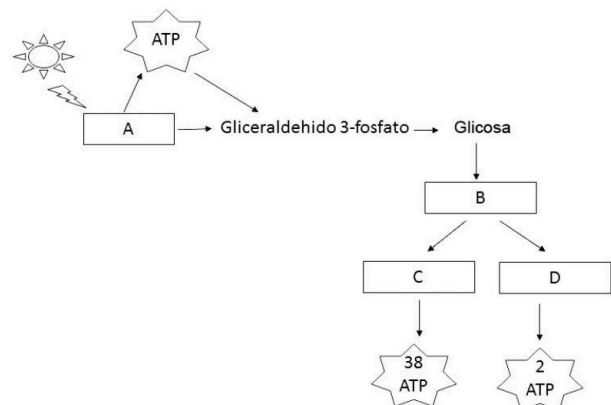 ATP
A
Gliceraldehido 3-fosfato
Glicosa
B
C
D
38
ATP
2
ATP